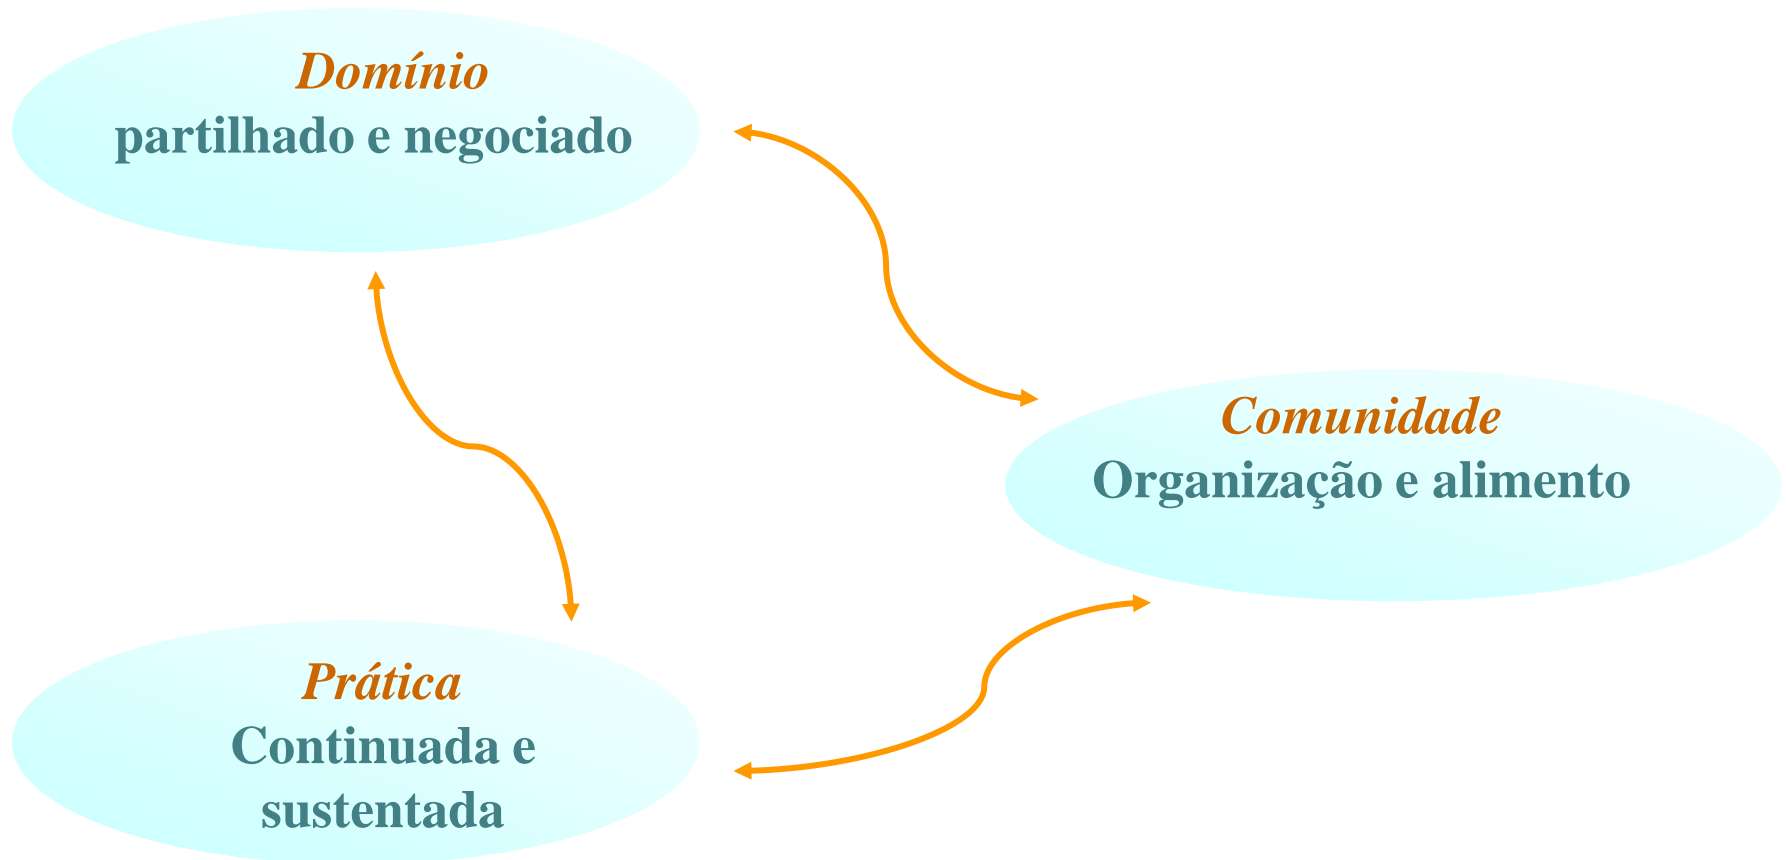 Domínio
partilhado e negociado
Comunidade
Organização e alimento
Prática
Continuada e
sustentada